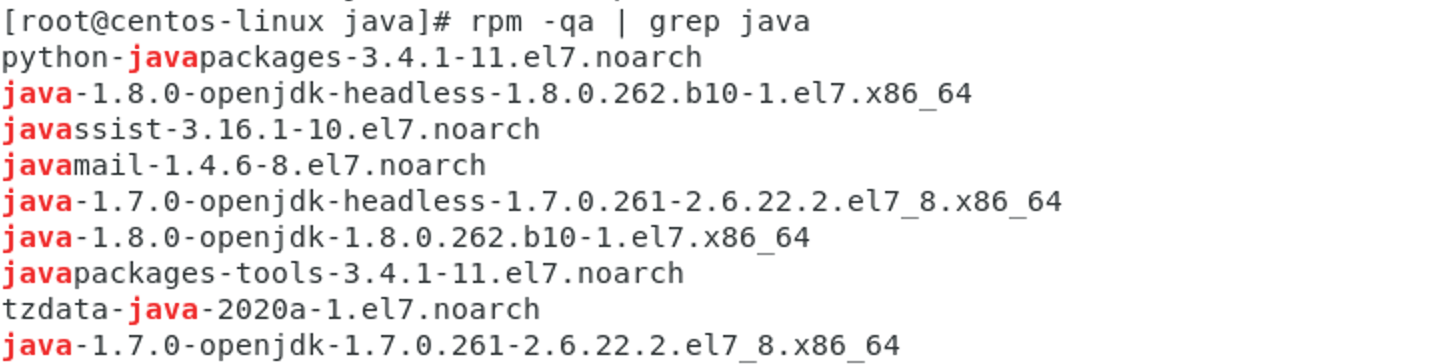 [root@centos-linux java]# rpm -qa | grep java
python-javapackages-3.4.1-11.el7.noarch
java-1.8.0-openjdk-headless-1.8.0.262.b10-1.el7.x86_64
javassist-3.16.1-10.el7.noarch
javamail-1.4.6-8.el7.noarch
java-1.7.0-openjdk-headless-1.7.0.261-2.6.22.2.el7_8.x86_64
java-1.8.0-openjdk-1.8.0.262.b10-1.el7.x86_64
javapackages-tools-3.4.1-11.el7.noarch
tzdata-java-2020a-1.el7.noarch
java-1.7.0-openjdk-1.7.0.261-2.6.22.2.el7_8.x86_64